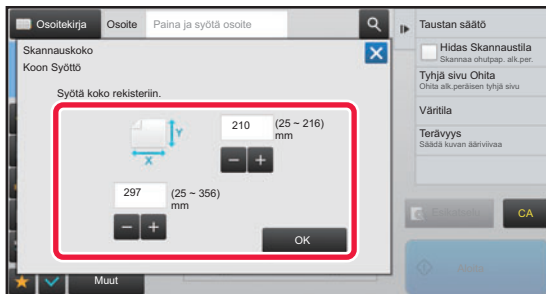 Osoitekirja
Osoite
Paina ja syötä osoite
Taustan säätö
Skannauskoko
Koon Syöttö
Hidas Skannaustila
Skannaa ohutpap. alk.per.
Tyhjä sivu Ohita
Ohita alk.peräisen tyhjä sivu
Syötä koko rekisteriin.
Väritila
Terävyys
Säädä kuvan ääriviivaa
Y
X
210
(25 ~ 216)
mm
297
(25 ~ 356)
mm
OK
Esikatselu
CA
Aloita
Muut